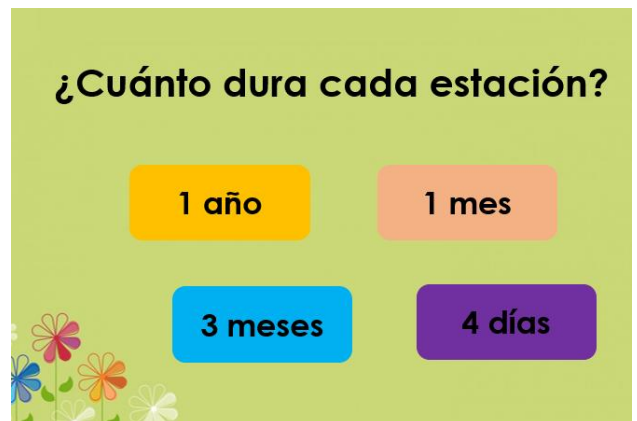 ¿Cuánto dura cada estación?
1 año
1 mes
3 meses
4 días